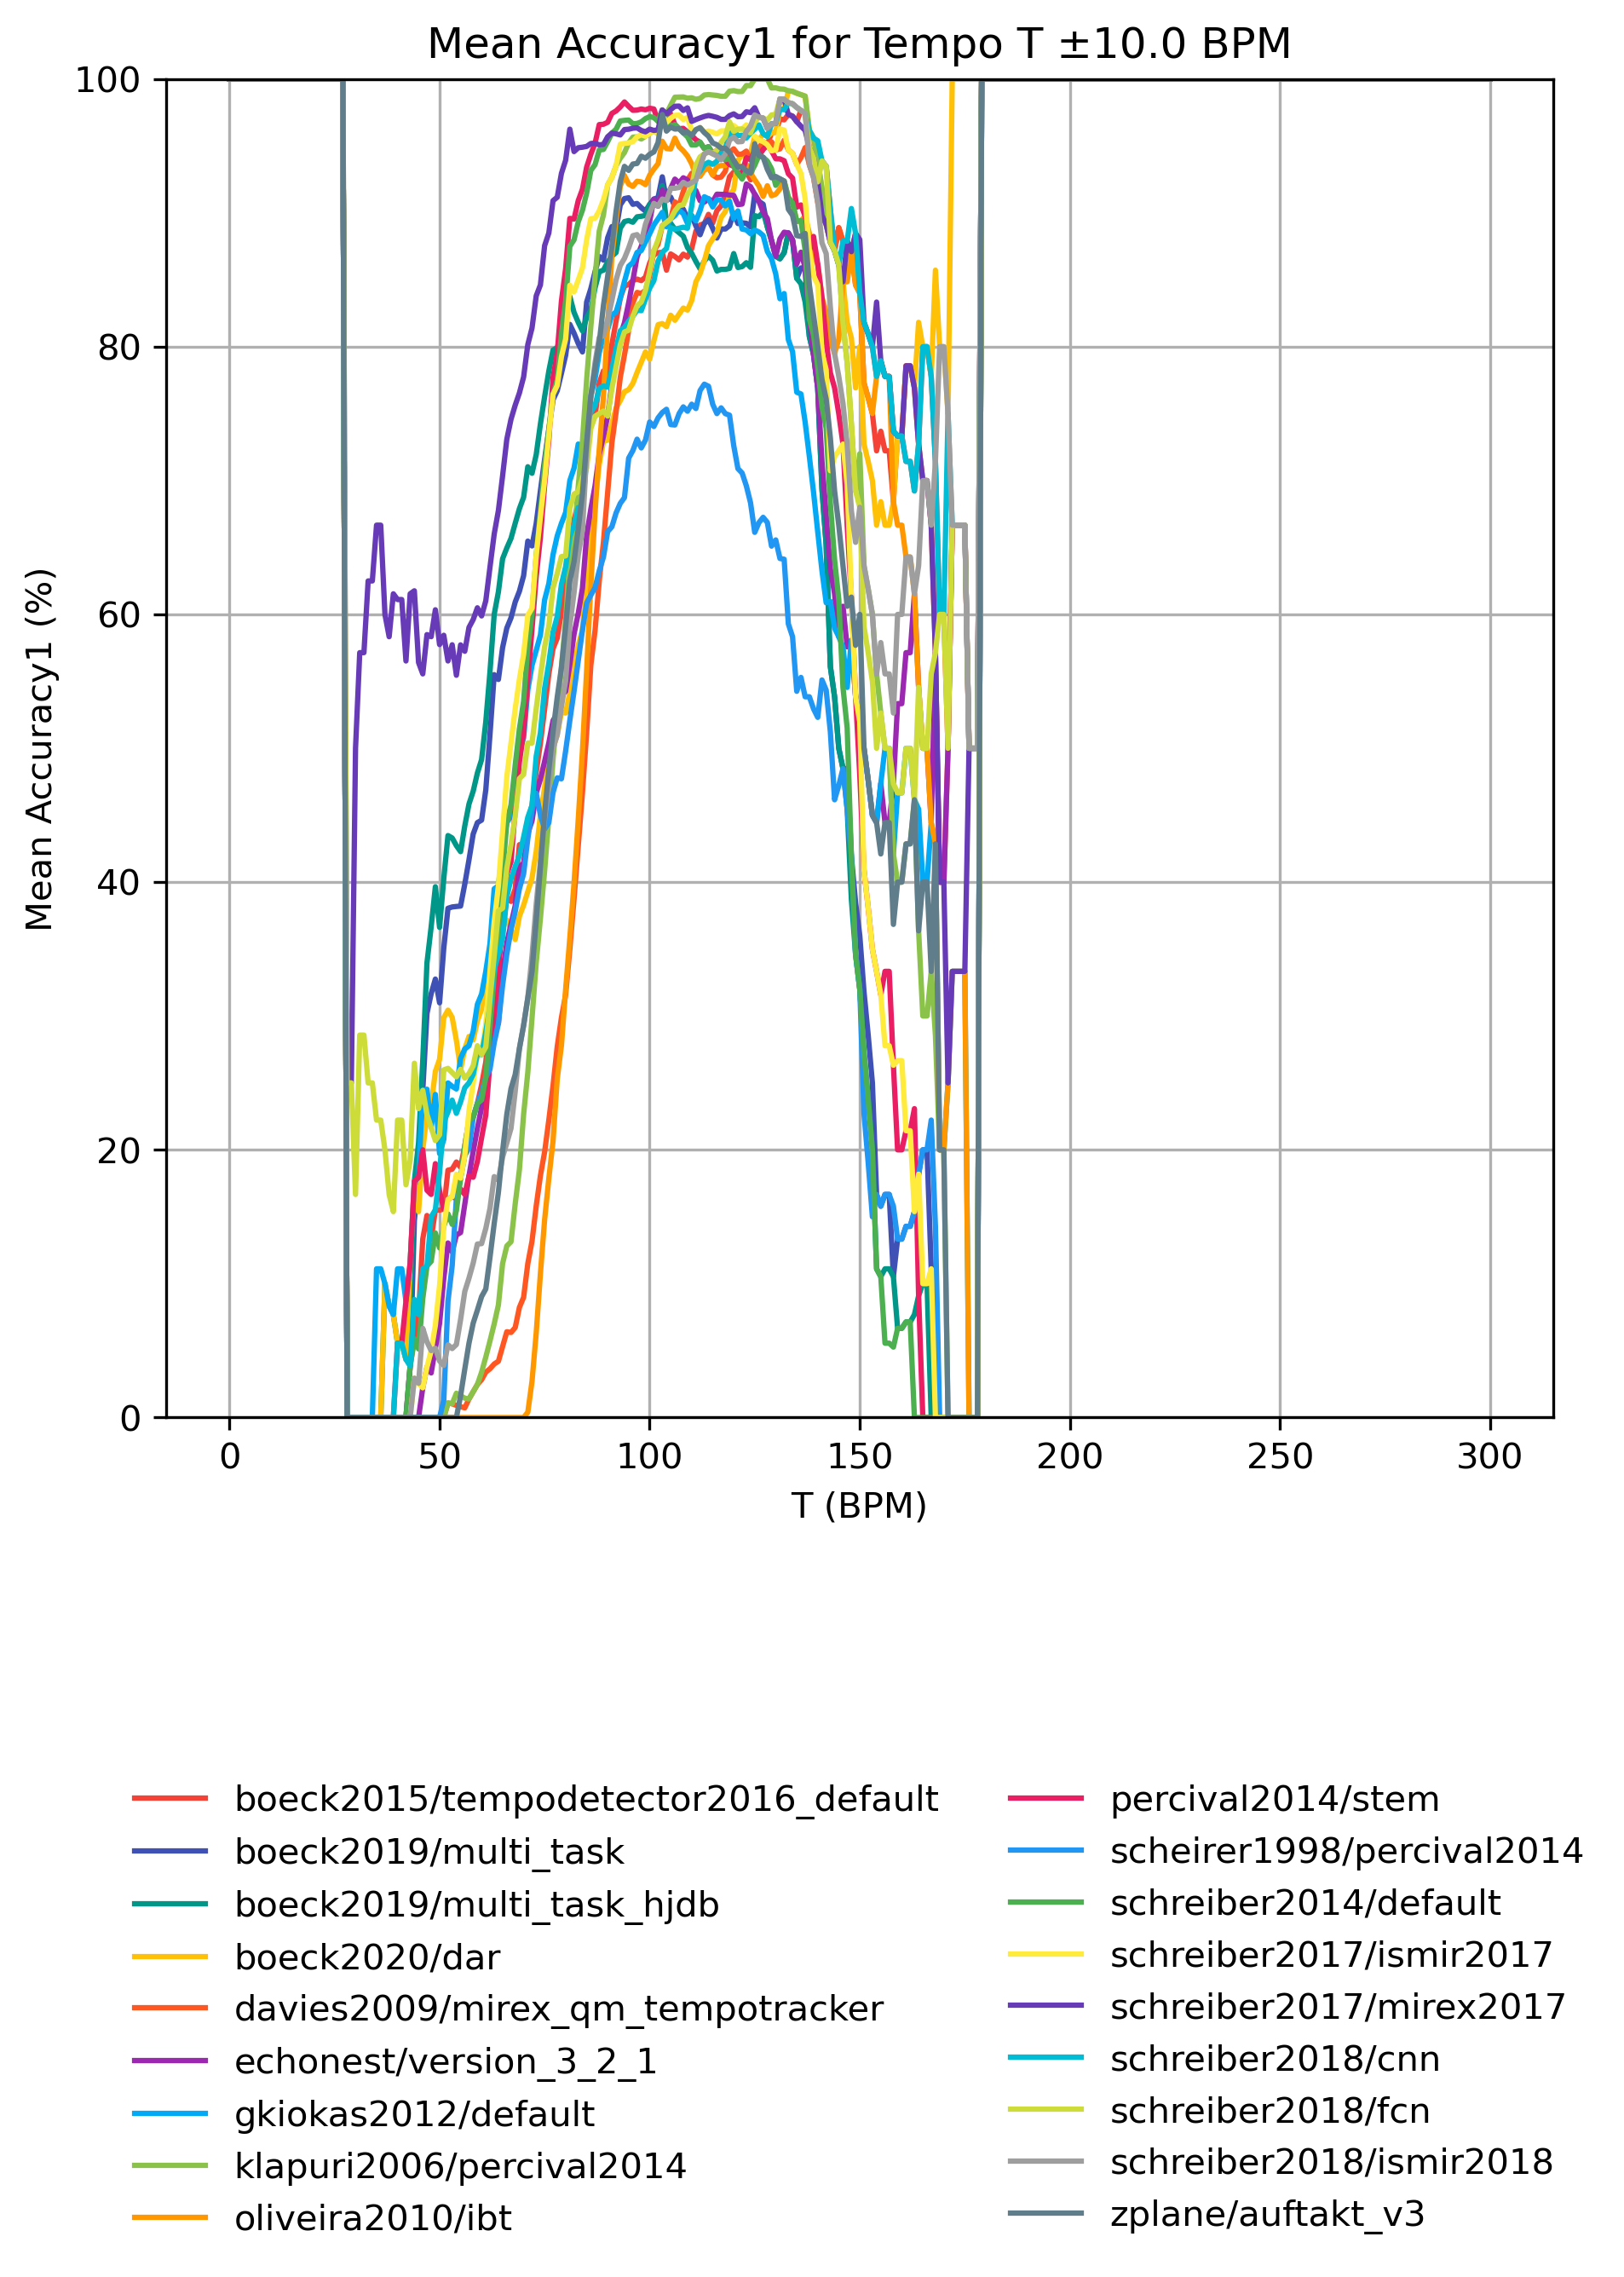 Mean Accuracy1 for Tempo T ±10.0 BPM
Mean Accuracy1 (%)
100
80
60
40
20
0
0 50 100 150 200 250 300
T (BPM)
boeck2015/tempodetector2016_default
boeck2019/multi_task
boeck2019/multi_task_hjdb
boeck2020/dar
davies2009/mirex_qm_tempotracker
echonest/version_3_2_1
gkiokas2012/default
klapuri2006/percival2014
oliveira2010/ibt
percival2014/stem
scheirer1998/percival2014
schreiber2014/default
schreiber2017/ismir2017
schreiber2017/mirex2017
schreiber2018/cnn
schreiber2018/fcn
schreiber2018/ismir2018
zplane/auftakt_v3